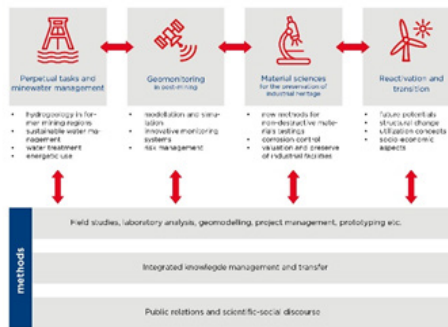 Perpetual tasks and
minewater management
Geomonitoring
in post-mining
Material sciences
for the preservation of
industrial heritage
Reactivation and
transition
• hydrogeology in for-
mer mining regions
• sustainable water ma-
nagement
• water treatment
• energetic use
• modellation and simu-
lation
• innovative monitoring
systems
• risk management
• new methods for
non-destructive mate-
rials testings
• corrosion control
• valuation and preserve
of industrial facilities
• future potentials
• structural change
• utilization concepts
• socio-economic
aspects
methods
Field studies, laboratory analysis, geomodelling, project management, prototyping etc.
Integrated knowlegde management and transfer
Public relations and scientific-social discourse